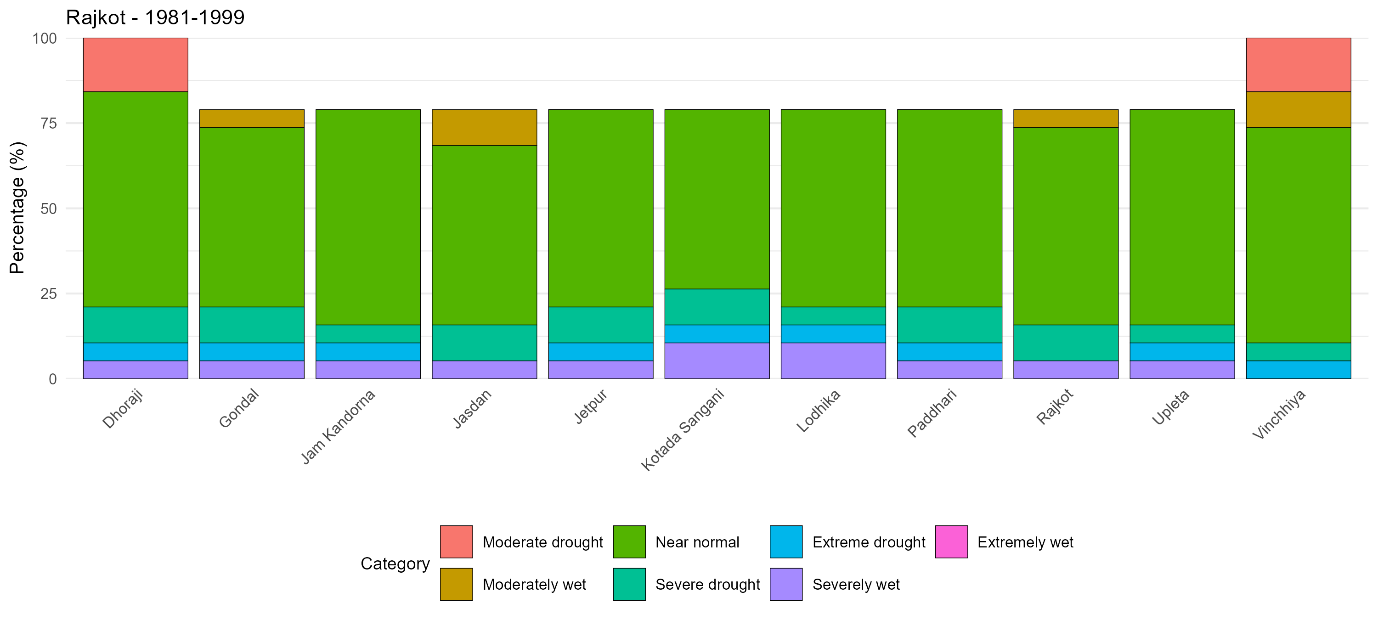 Rajkot - 1981-1999
Percentage (%)
100
75
50
25
0
Dhoraji
Gondal
Jam Kandorna
Jasdan
Jetpur
Kotada Sangani
Lodhika
Paddhari
Rajkot
Upleta
Vinchhiya
Category
Moderate drought
Near normal
Extreme drought
Extremely wet
Moderately wet
Severe drought
Severely wet